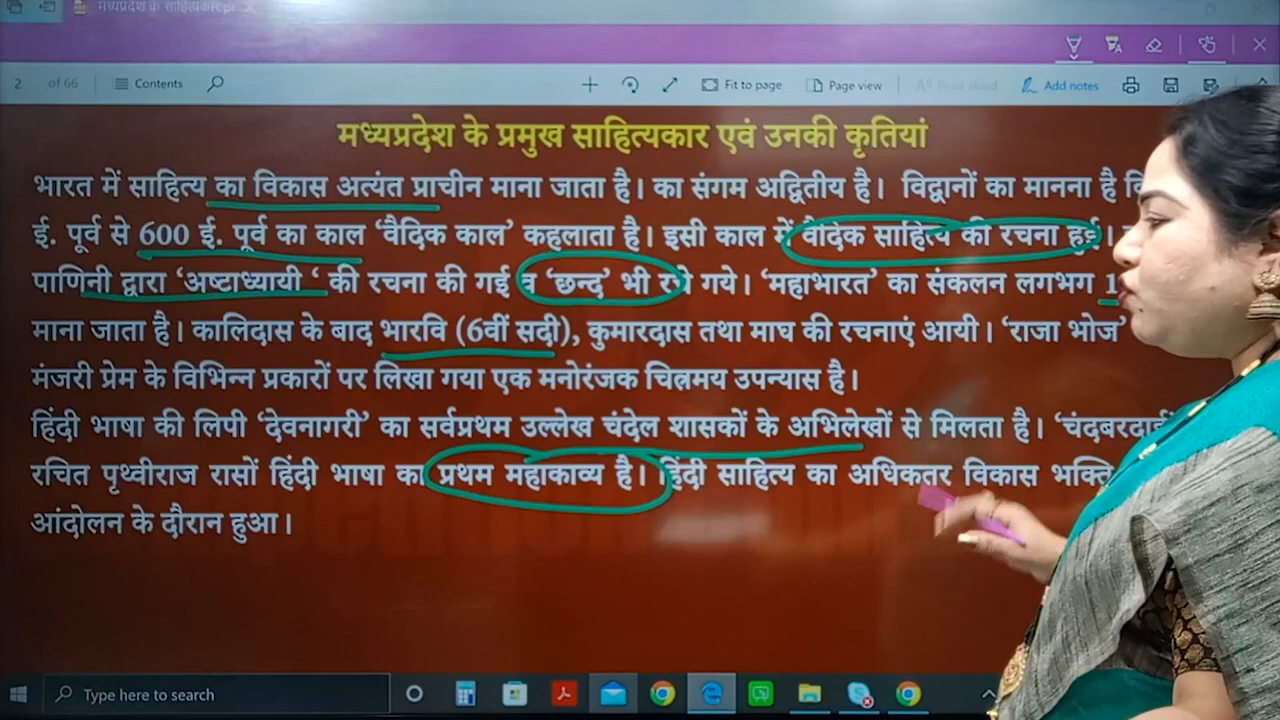 मध्यप्रदेश के साहित्यकार.p
2 of 66 Contents Fit to page Page view Read aloud Add notes
मध्यप्रदेश के प्रमुख साहित्यकार एवं उनकी कृतियां
भारत में साहित्य का विकास अत्यंत प्राचीन माना जाता है। का संगम अद्वितीय है। विद्वानों का मानना है
ई. पूर्व से 600 ई. पूर्व का काल ‘वैदिक काल’ कहलाता है। इसी काल में वैदिक साहित्य की रचना हुई।
पाणिनी द्वारा ‘अष्टाध्यायी ‘ की रचना की गई व ‘छन्द’ भी रचे गये। ‘महाभारत’ का संकलन लगभग
माना जाता है। कालिदास के बाद भारवि (6वीं सदी), कुमारदास तथा माघ की रचनाएं आयी। ‘राजा भोज’
मंजरी प्रेम के विभिन्न प्रकारों पर लिखा गया एक मनोरंजक चित्रमय उपन्यास है।
हिंदी भाषा की लिपी ‘देवनागरी’ का सर्वप्रथम उल्लेख चंदेल शासकों के अभिलेखों से मिलता है। ‘चंदबरदाई
रचित पृथ्वीराज रासों हिंदी भाषा का प्रथम महाकाव्य है। हिंदी साहित्य का अधिकतर विकास भक्ति
आंदोलन के दौरान हुआ।
Type here to search